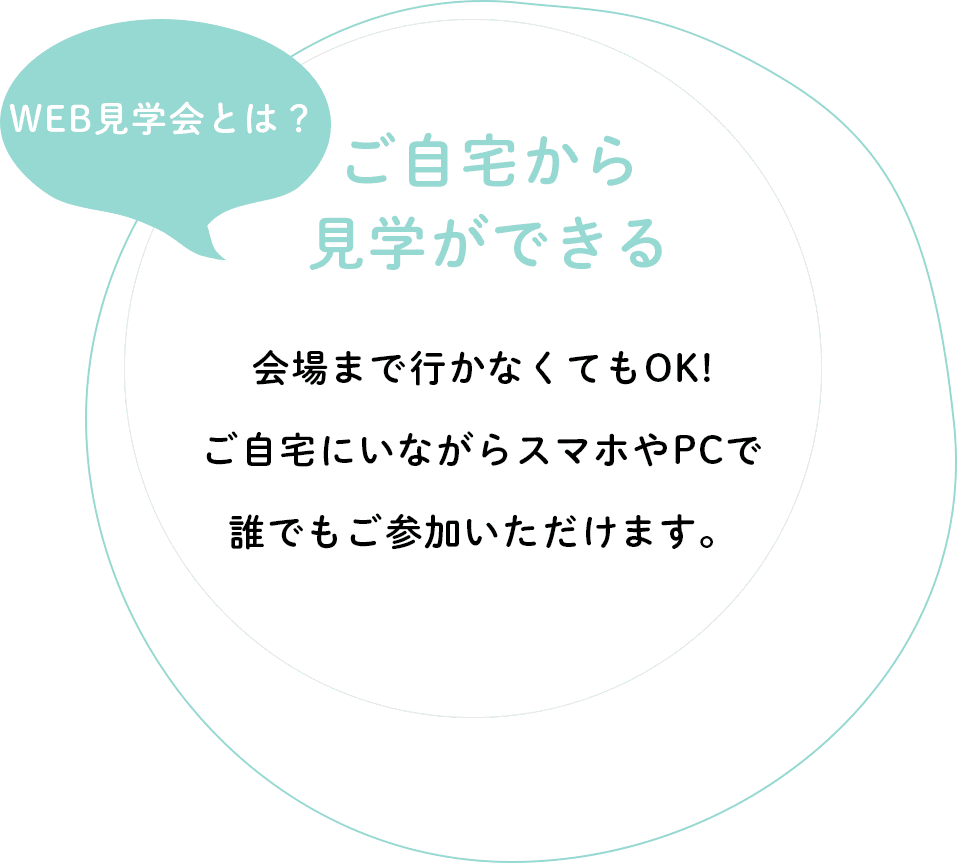 WEB見学会とは？
ご自宅から
見学ができる
会場まで行かなくてもOK!
ご自宅にいながらスマホやPCで
誰でもご参加いただけます。